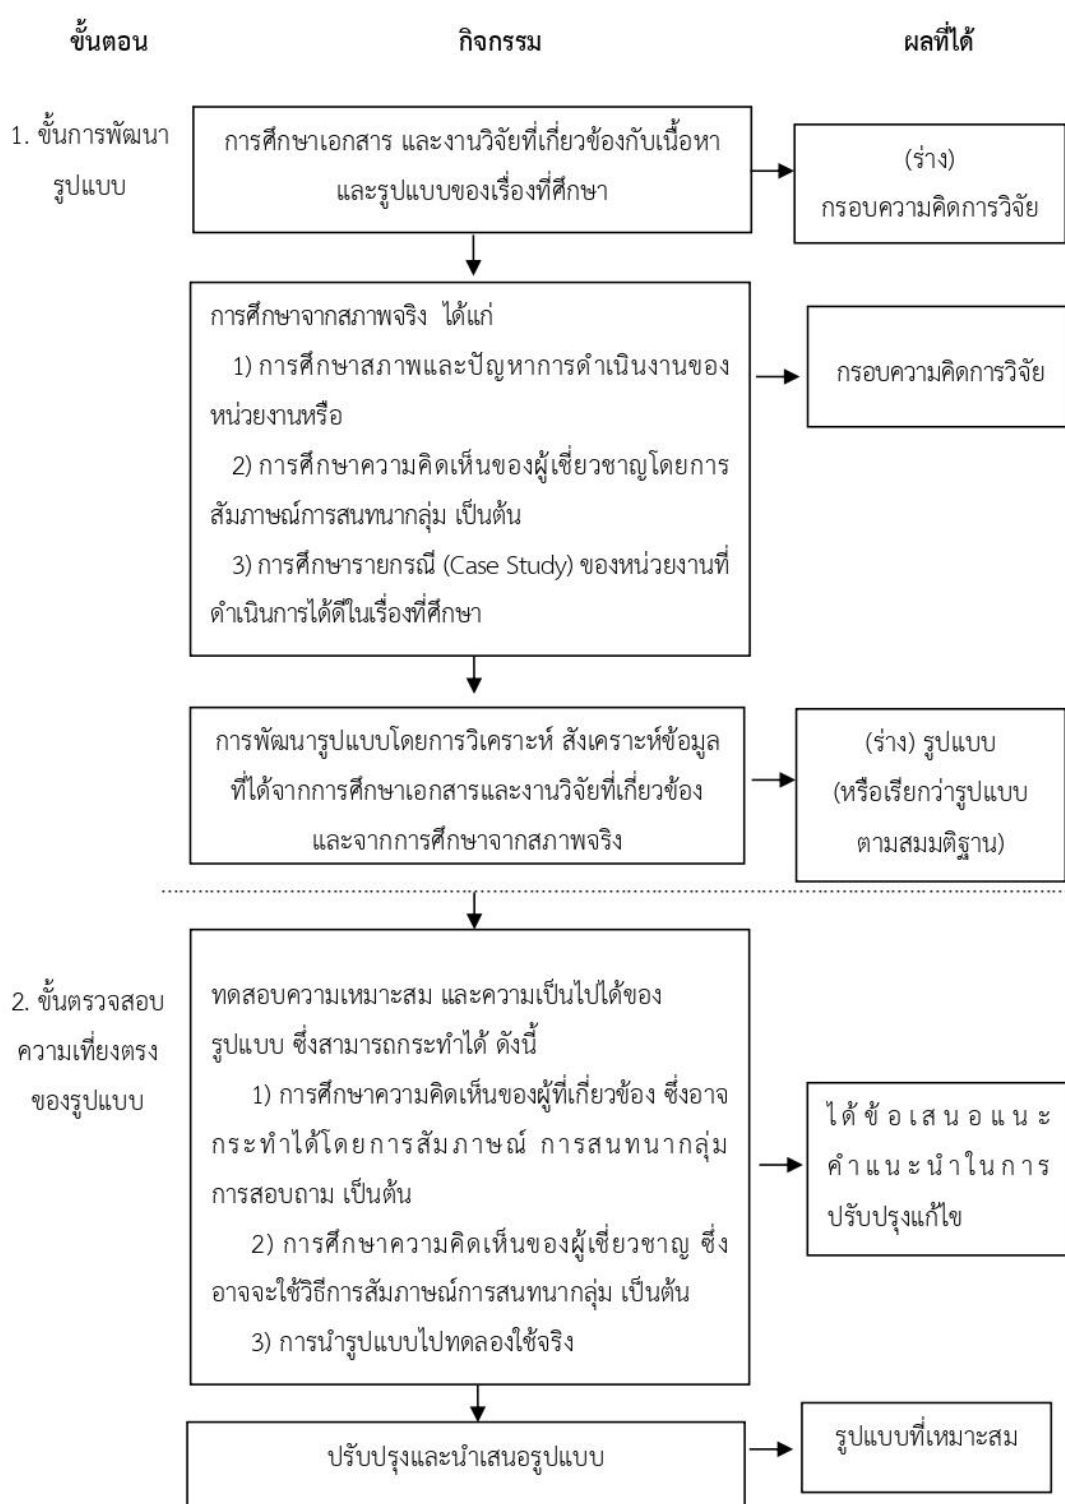 ขั้นตอน
กิจกรรม
ผลที่ได้
1. ขั้นการพัฒนา
รูปแบบ
การศึกษาเอกสาร และงานวิจัยที่เกี่ยวข้องกับเนื้อหา
และรูปแบบของเรื่องที่ศึกษา
(ร่าง)
กรอบความคิดการวิจัย
การศึกษาจากสภาพจริง ได้แก่
1) การศึกษาสภาพและปัญหาการดำเนินงานของ
หน่วยงานหรือ
2) การศึกษาความคิดเห็นของผู้เชี่ยวชาญโดยการ
สัมภาษณ์การสนทนากลุ่ม เป็นต้น
3) การศึกษารายกรณี (Case Study) ของหน่วยงานที่
ดำเนินการได้ดีในเรื่องที่ศึกษา
กรอบความคิดการวิจัย
การพัฒนารูปแบบโดยการวิเคราะห์ สังเคราะห์ข้อมูล
ที่ได้จากการศึกษาเอกสารและงานวิจัยที่เกี่ยวข้อง
และจากการศึกษาจากสภาพจริง
(ร่าง) รูปแบบ
(หรือเรียกว่ารูปแบบ
ตามสมมติฐาน)
2. ขั้นตรวจสอบ
ความเที่ยงตรง
ของรูปแบบ
ทดสอบความเหมาะสม และความเป็นไปได้ของ
รูปแบบ ซึ่งสามารถกระทำได้ ดังนี้
1) การศึกษาความคิดเห็นของผู้ที่เกี่ยวข้อง ซึ่งอาจ
กระทำได้โดยการสัมภาษณ์ การสนทนากลุ่ม
การสอบถาม เป็นต้น
2) การศึกษาความคิดเห็นของผู้เชี่ยวชาญ ซึ่ง
อาจจะใช้วิธีการสัมภาษณ์การสนทนากลุ่ม เป็นต้น
3) การนำรูปแบบไปทดลองใช้จริง
ได้ข้อเสนอแนะ
คำแนะนำในการ
ปรับปรุงแก้ไข
ปรับปรุงและนำเสนอรูปแบบ
รูปแบบที่เหมาะสม